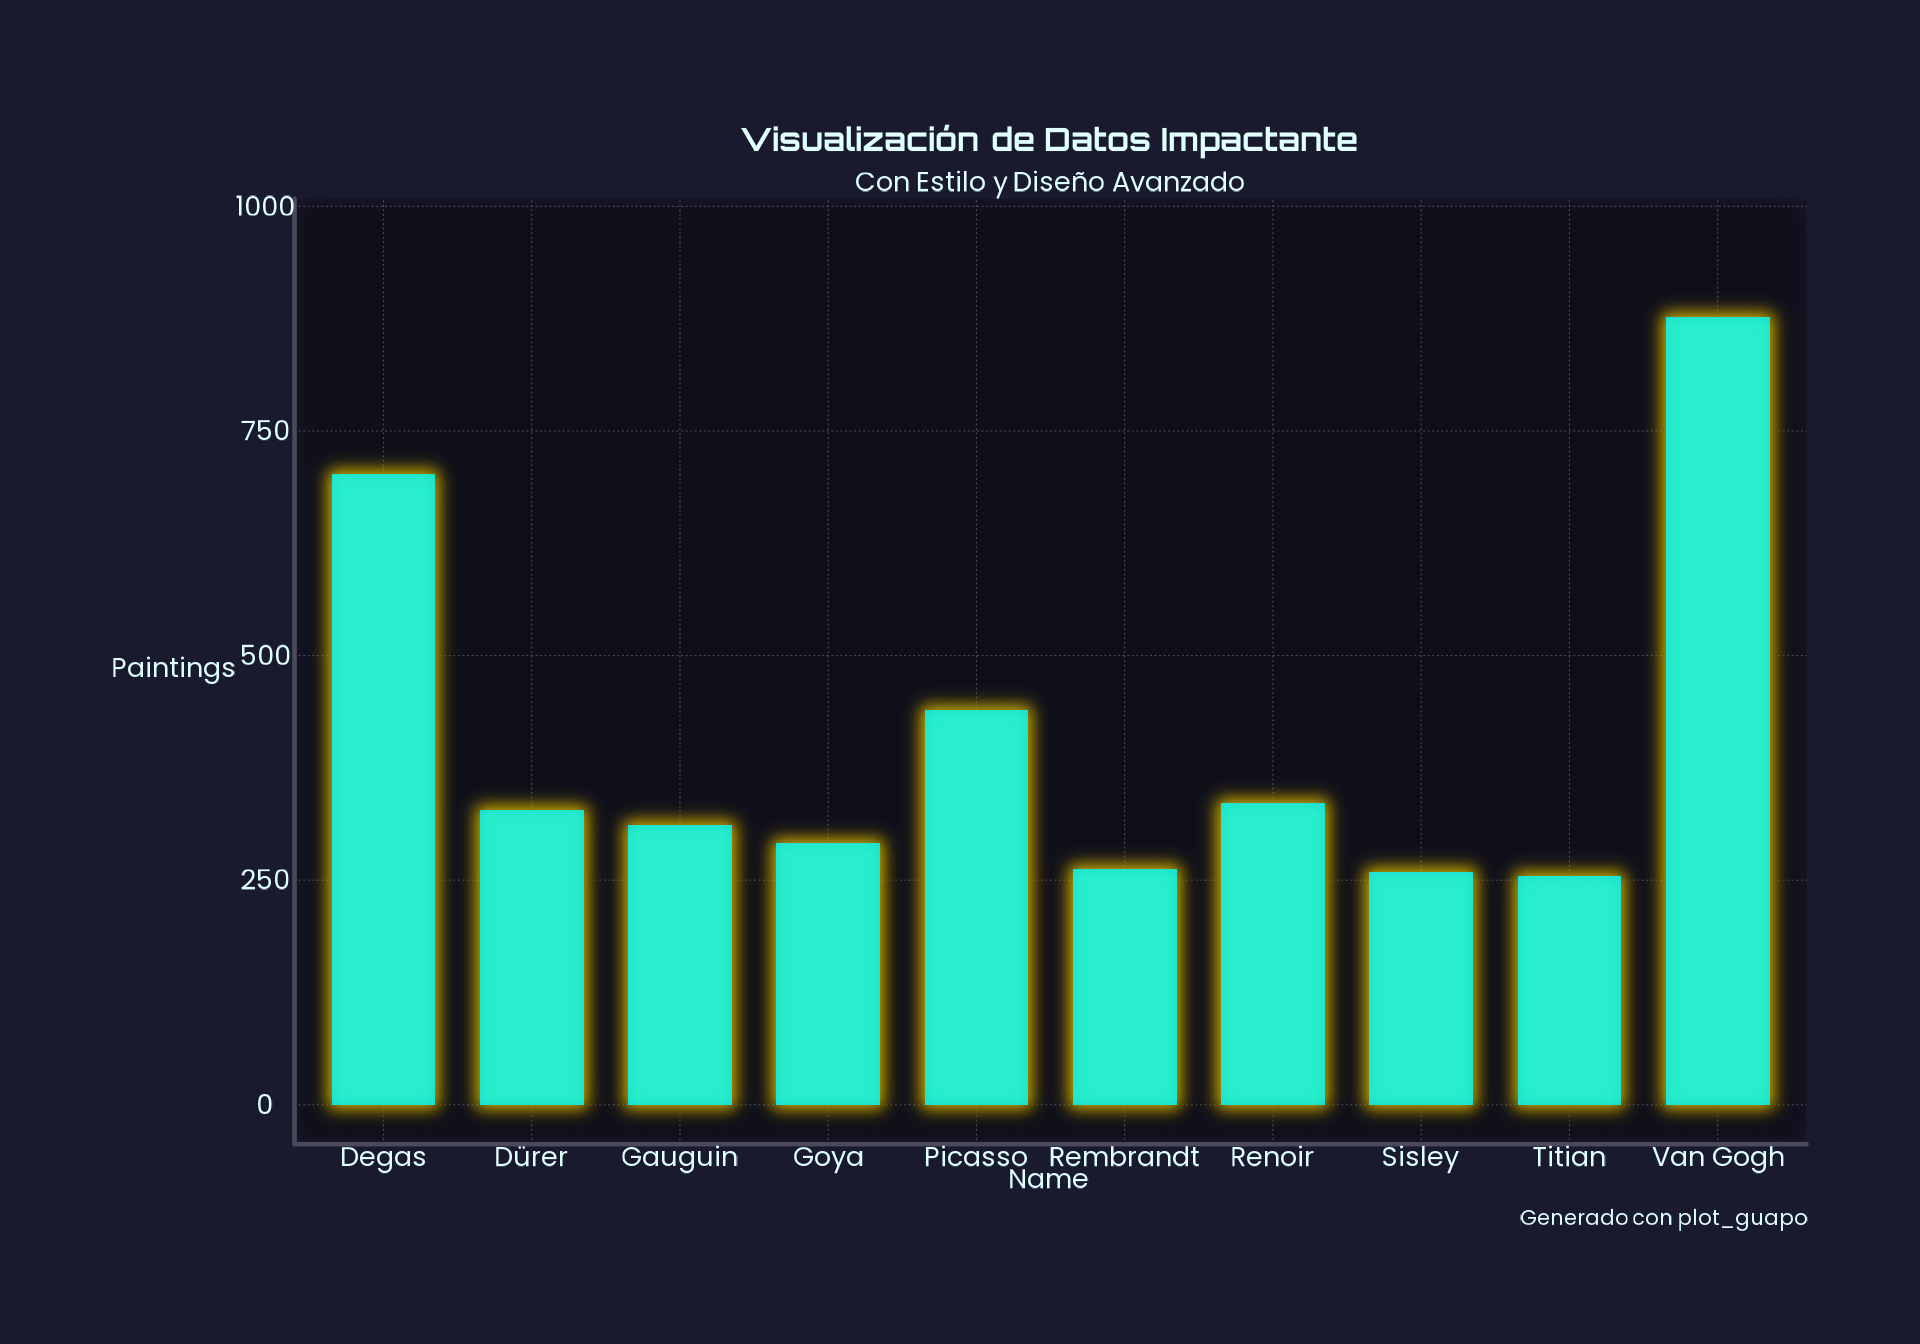 Visualización de Datos Impactante
Con Estilo y Diseño Avanzado
1000
750
500
250
0
Paintings
Degas Dürer Gauguin Goya Picasso Rembrandt Renoir Sisley Titian Van Gogh
Name
Generado con plot_guapo